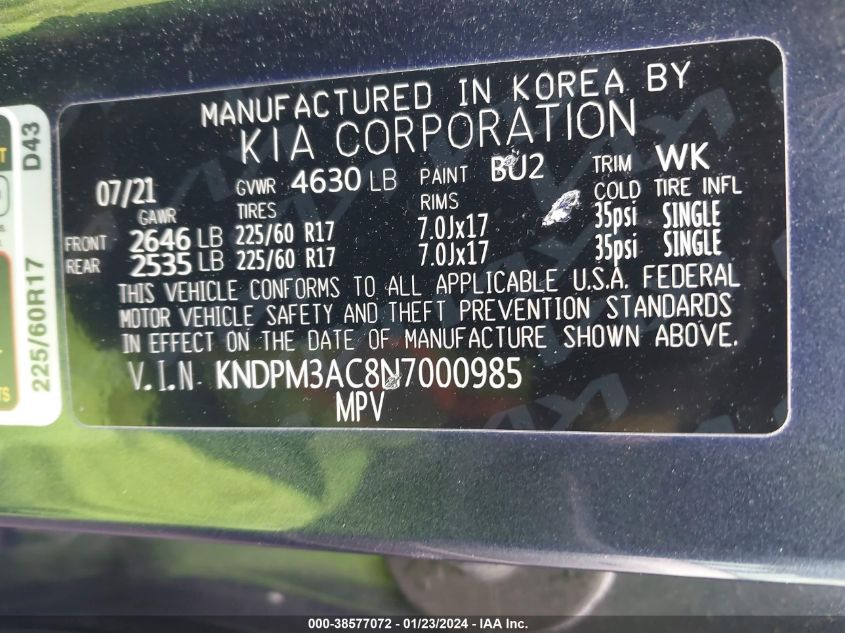 MANUFACTURED IN KOREA BY
KIA CORPORATION
07/21 GVWR 4630 LB PAINT BU2 TRIM WK
GAWR TIRES RIMS COLD TIRE INFL
FRONT 2646 LB 225/60 R17 7.0Jx17 35psi SINGLE
REAR 2535 LB 225/60 R17 7.0Jx17 35psi SINGLE
THIS VEHICLE CONFORMS TO ALL APPLICABLE U.S.A. FEDERAL
MOTOR VEHICLE SAFETY AND THEFT PREVENTION STANDARDS
IN EFFECT ON THE DATE OF MANUFACTURE SHOWN ABOVE.
V.I.N KNDPM3AC8N7000985
MPV
225/60R17 D43
000-38577072 - 01/23/2024 - IAA Inc.